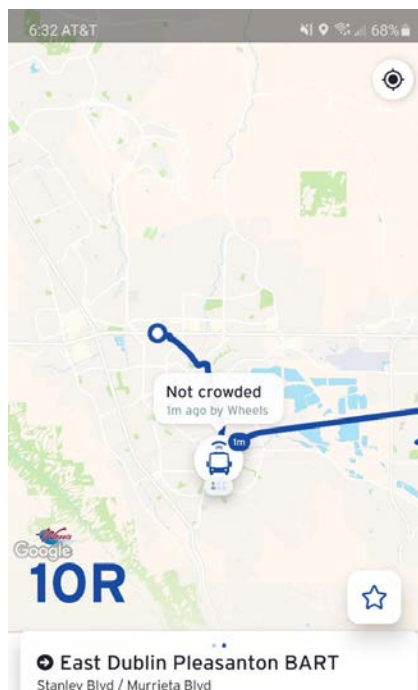 6:32 AT&T 68%
Not crowded
1m ago by Wheels
1m
Wheels
Google
10R
East Dublin Pleasanton BART
Stanley Blvd / Murrieta Blvd